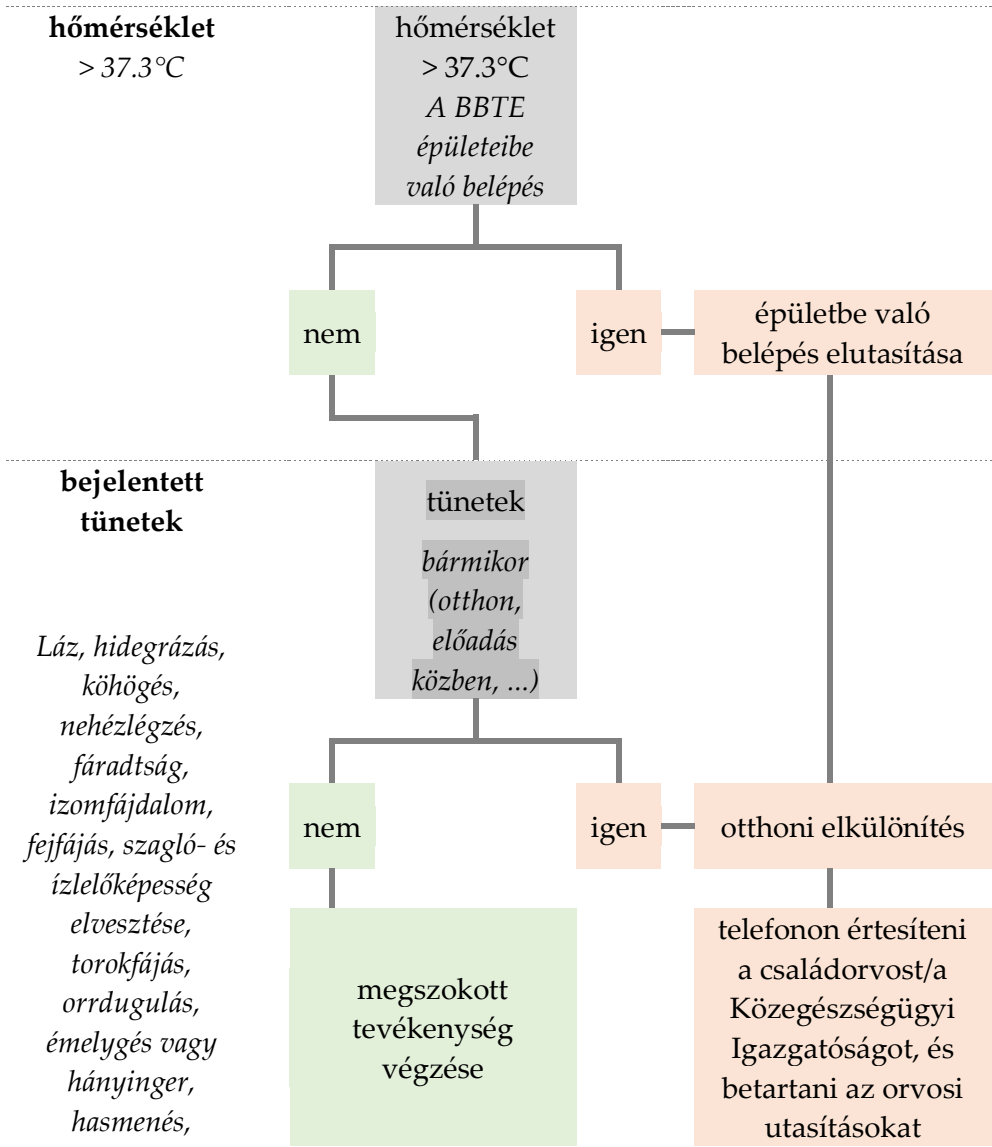 hőmérséklet
> 37.3°C
hőmérséklet
> 37.3°C
A BBTE
épületeibe
való belépés
nem
igen
épületbe való
belépés elutasítása
bejelentett
tünetek
Láz, hidegrázás,
köhögés,
nehézlégzés,
fáradtság,
izomfájdalom,
fejfájás, szagló- és
ízlelőképesség
elvesztése,
torokfájás,
orrdugulás,
émelygés vagy
hányinger,
hasmenés,
tünetek
bármikor
(otthon,
előadás
közben, ...)
nem
igen
otthoni elkülönítés
megszokott
tevékenység
végzése
telefonon értesíteni
a családorvost/a
Közegészségügyi
Igazgatóságot, és
betartani az orvosi
utasításokat